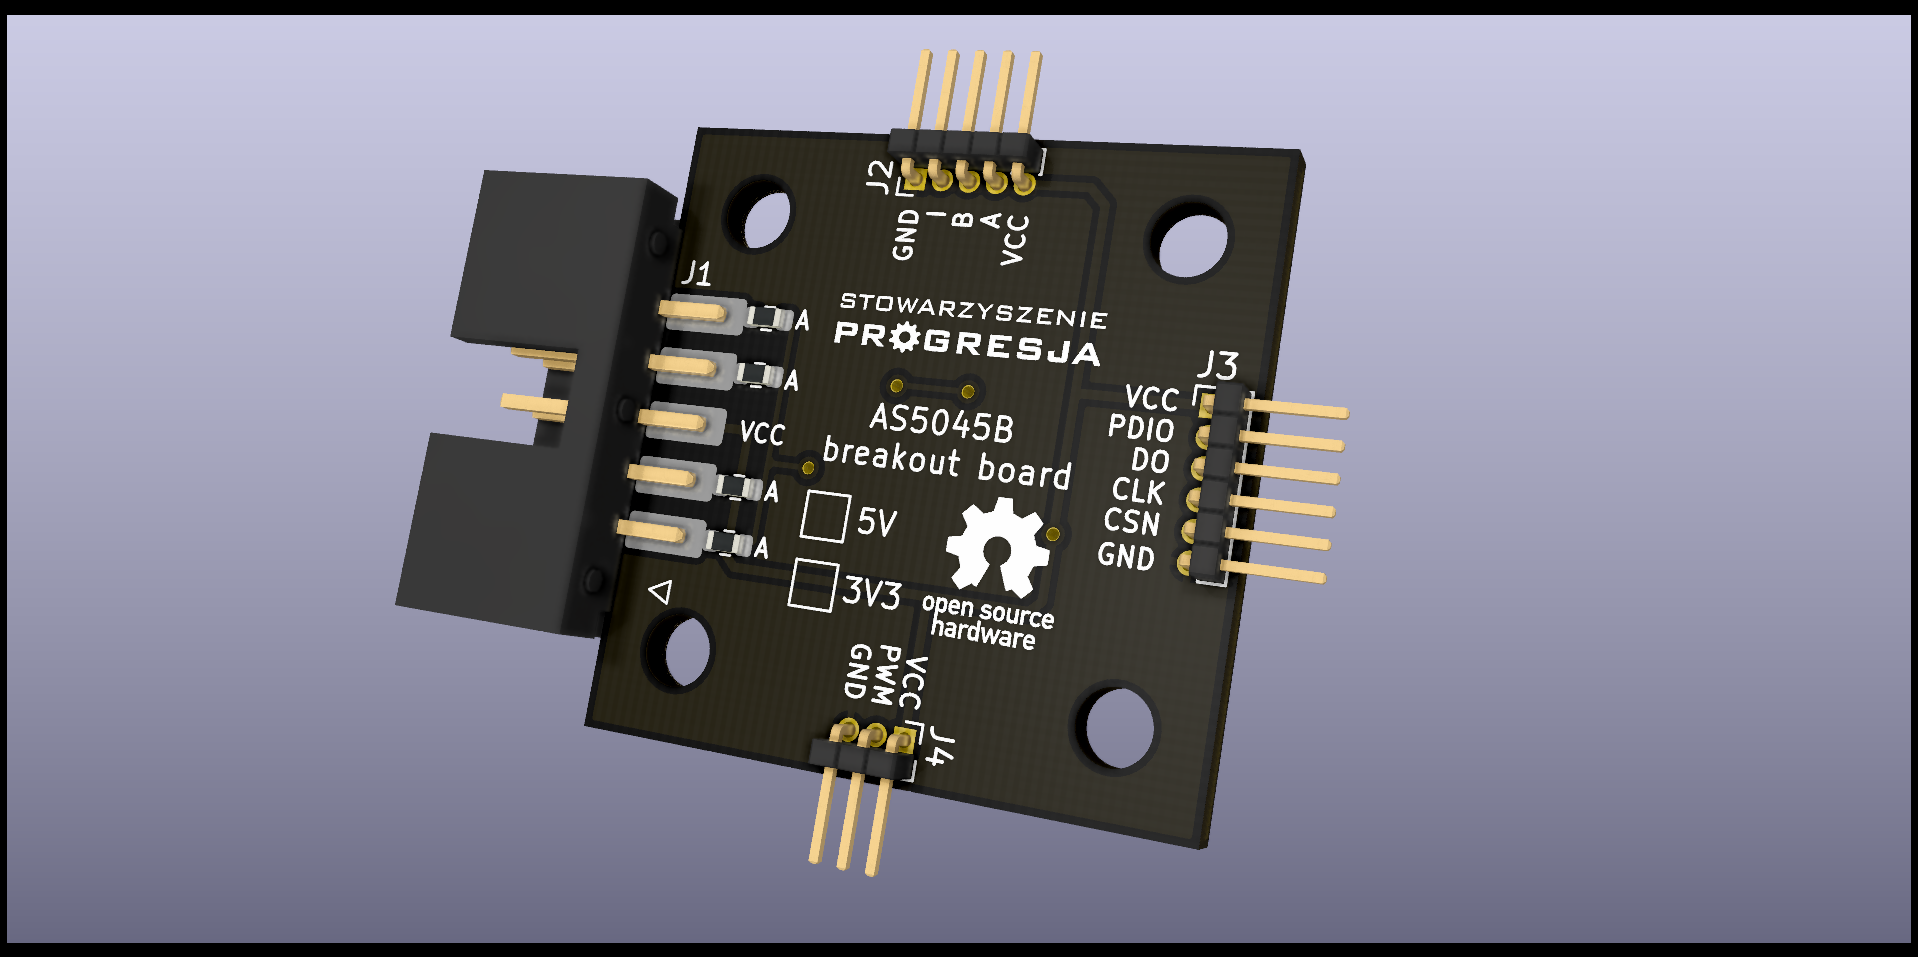 J2
GND
I
B
A
VCC
J1
A
A
VCC
A
A
STOWARZYSZENIE
PROGRESJA
AS5045B
breakout board
5V
3V3
open source
hardware
J3
VCC
PDIO
DO
CLK
CSN
GND
GND
PWM
VCC
J4